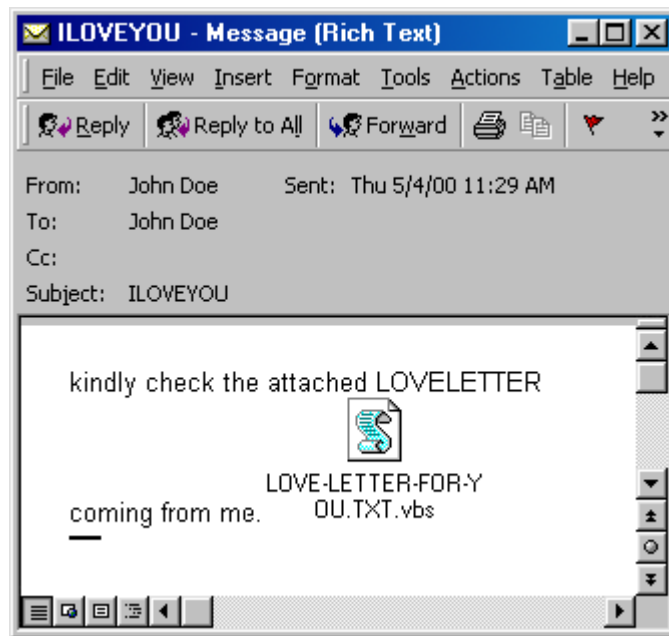 ILOVEYOU - Message (Rich Text)
File Edit View Insert Format Tools Actions Table Help
Reply Reply to All Forward
From: John Doe Sent: Thu 5/4/00 11:29 AM
To: John Doe
Cc:
Subject: ILOVEYOU
kindly check the attached LOVELETTER
LOVE-LETTER-FOR-Y
OU.TXT.vbs
coming from me.